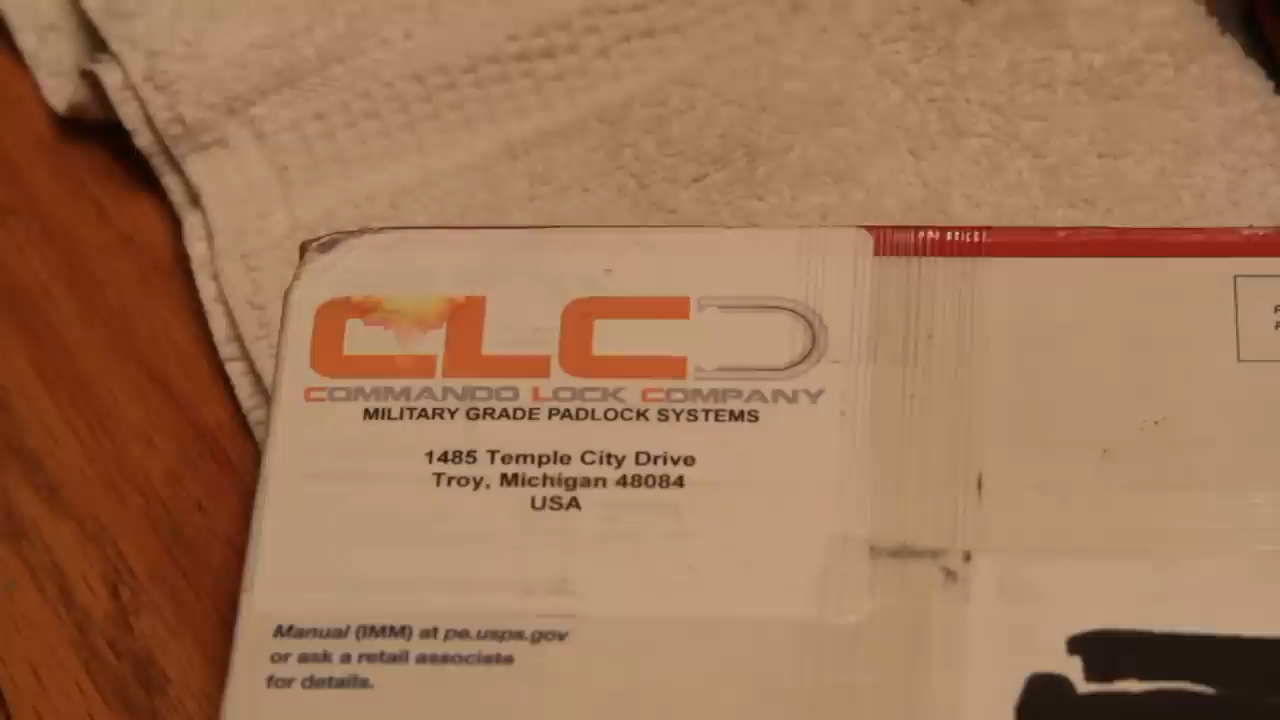 CLC
COMMANDO LOCK COMPANY
MILITARY GRADE PADLOCK SYSTEMS
1485 Temple City Drive
Troy, Michigan 48084
USA
Manual (IMM) at pe.usps.gov
or ask a retail associate
for details.